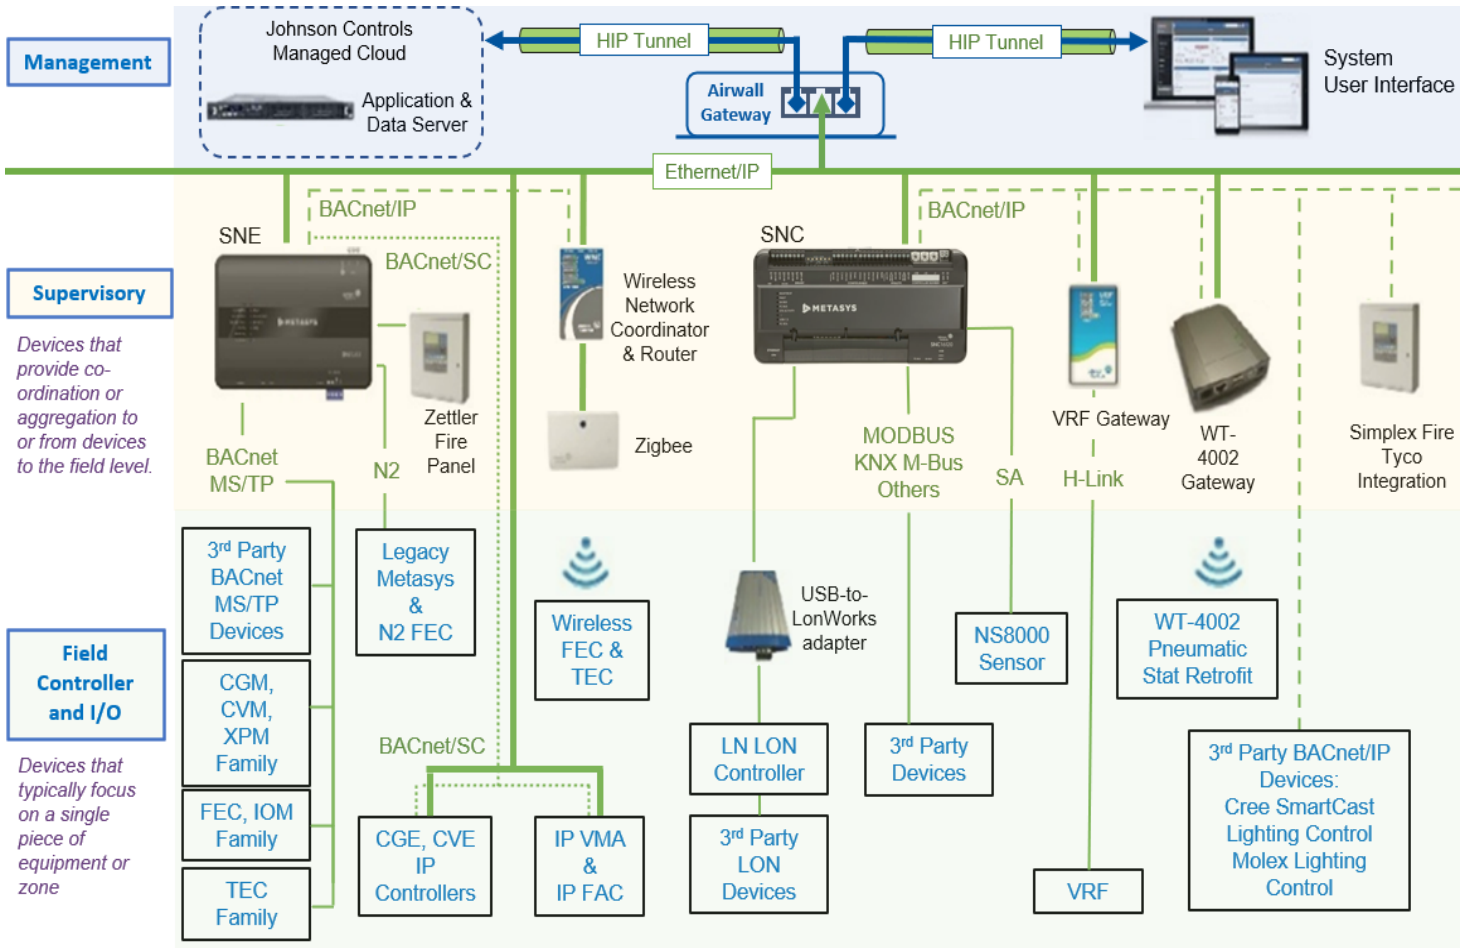 Management
Johnson Controls
Managed Cloud
Application &
Data Server
HIP Tunnel
HIP Tunnel
Airwall
Gateway
System
User Interface
Ethernet/IP
Supervisory
Devices that
provide co-
ordination or
aggregation to
or from devices
to the field level.
SNE
BACnet/IP
BACnet/SC
METASYS
Zettler
Fire
Panel
BACnet
MS/TP
N2
Wireless
Network
Coordinator
& Router
Zigbee
SNC
BACnet/IP
METASYS
MODBUS
KNX M-Bus
Others
SA
VRF Gateway
H-Link
WT-
4002
Gateway
Simplex Fire
Tyco
Integration
Field
Controller
and I/O
Devices that
typically focus
on a single
piece of
equipment or
zone
3rd Party
BACnet
MS/TP
Devices
CGM,
CVM,
XPM
Family
FEC, IOM
Family
TEC
Family
Legacy
Metasys
&
N2 FEC
BACnet/SC
CGE, CVE
IP
Controllers
Wireless
FEC &
TEC
IP VMA
&
IP FAC
USB-to-
LonWorks
adapter
LN LON
Controller
3rd Party
LON
Devices
3rd Party
Devices
NS8000
Sensor
VRF
WT-4002
Pneumatic
Stat Retrofit
3rd Party BACnet/IP
Devices:
Cree SmartCast
Lighting Control
Molex Lighting
Control